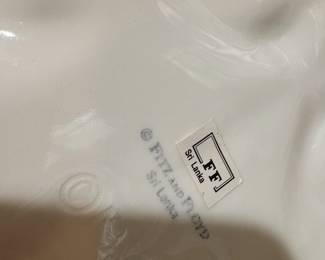 © FITZ AND FLOYD
Sri Lanka
FF
Sri Lanka
©